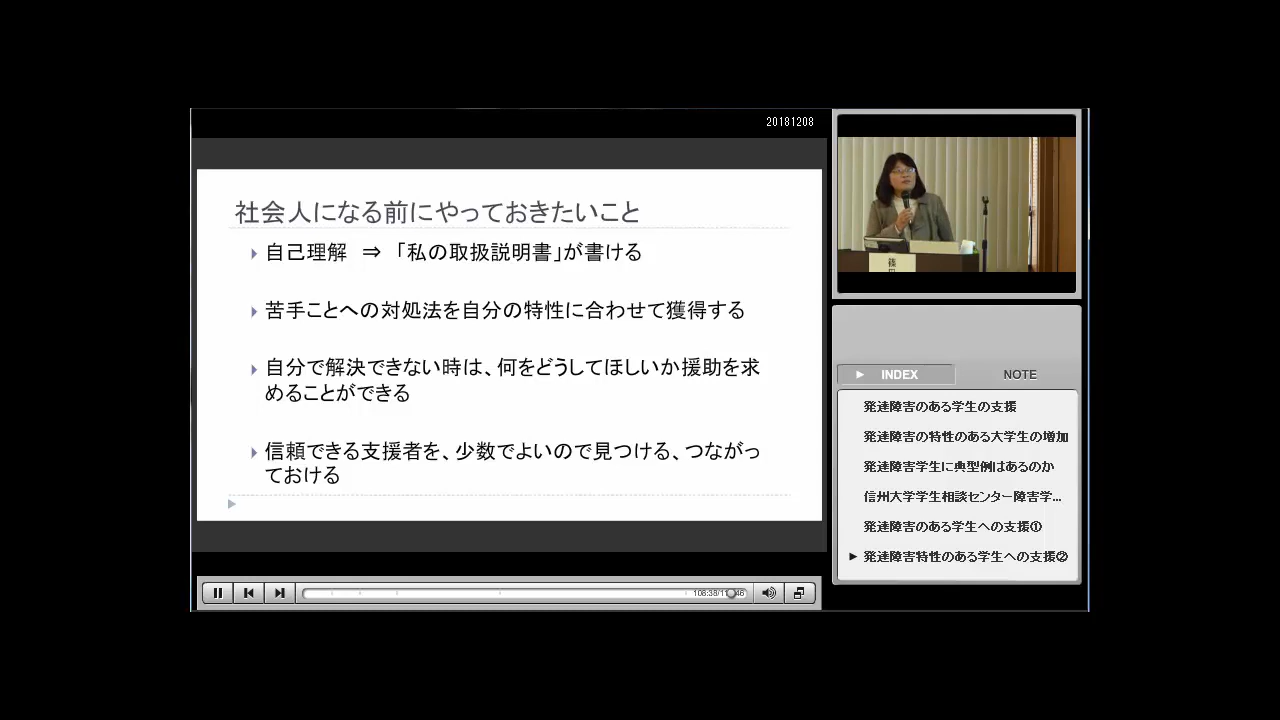 20181208
社会人になる前にやっておきたいこと
自己理解 ⇒ 「私の取扱説明書」が書ける
苦手ことへの対処法を自分の特性に合わせて獲得する
自分で解決できない時は、何をどうしてほしいか援助を求
めることができる
信頼できる支援者を、少数でよいので見つける、つながっ
ておける
INDEX
NOTE
発達障害のある学生の支援
発達障害の特性のある大学生の増加
発達障害学生に典型例はあるのか
信州大学学生相談センター障害学...
発達障害のある学生への支援①
発達障害特性のある学生への支援②